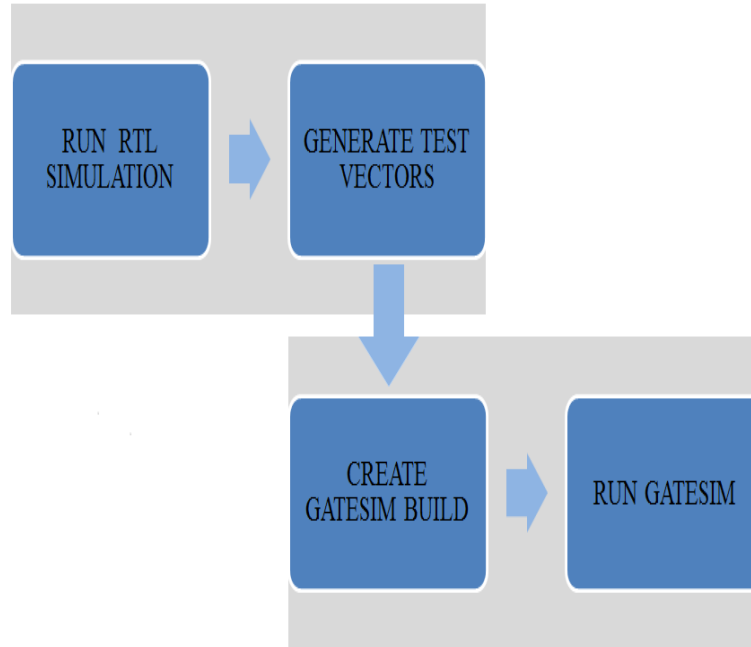 RUN RTL
SIMULATION
GENERATE TEST
VECTORS
CREATE
GATESIM BUILD
RUN GATESIM